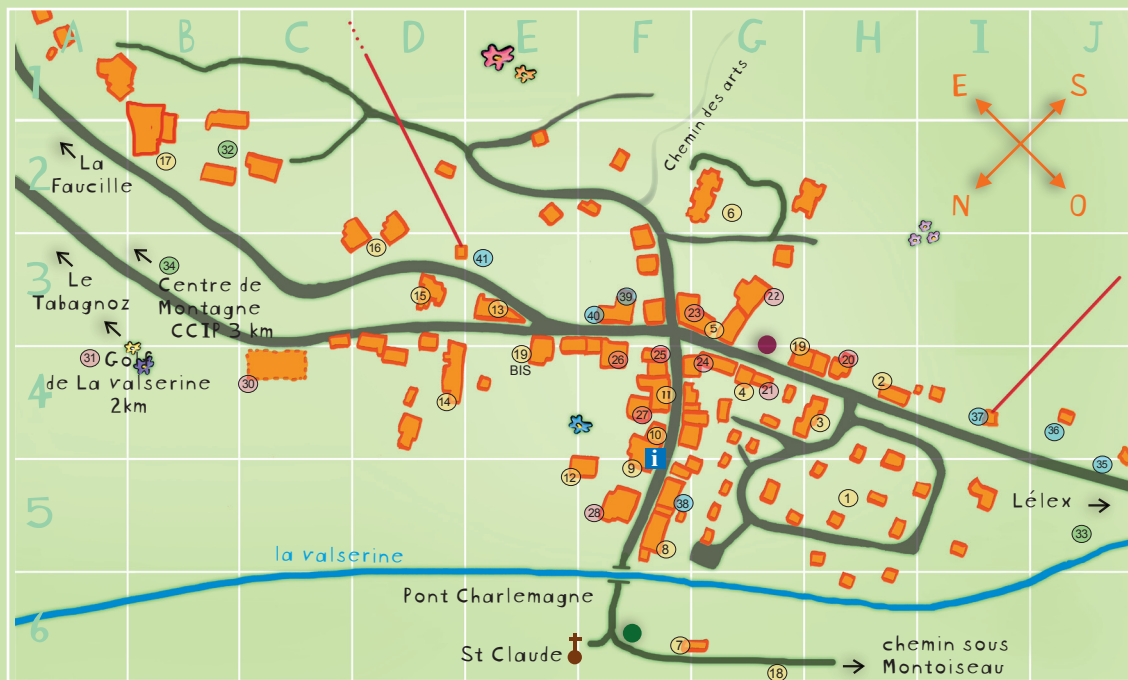 A B C D E F G H I J
1
E S
Chemin des arts
La
Faucille
17
32
2
6
N O
16
41
34
Le
Tabagnoz
Centre de
Montagne
CCIP 3 km
3
15
13
40
39
23
5
22
31
Golf
de La valserine
2km
30
14
19
BIS
26
25
24
19
20
4
21
2
4
11
27
3
37
36
10
i
9
12
35
28
38
1
Lélex
5
8
33
la valserine
Pont Charlemagne
6
St Claude
7
18
chemin sous
Montoiseau